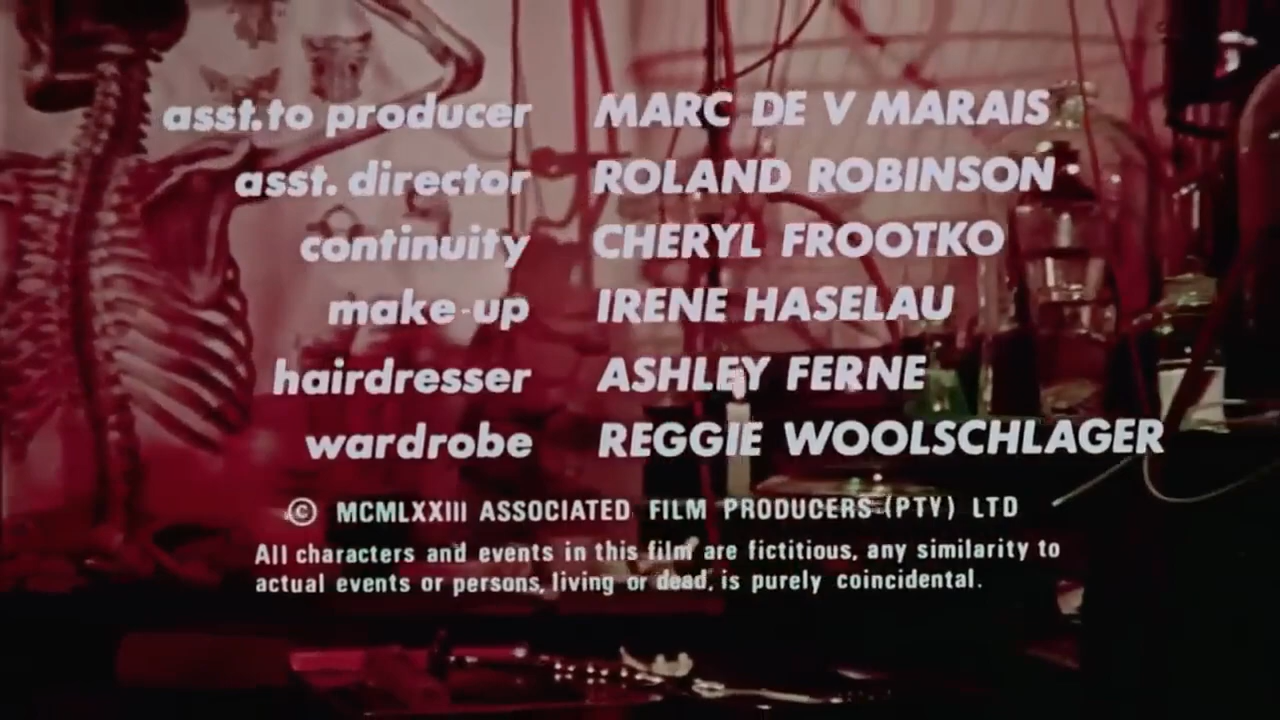 asst.to producer MARC DE V MARAIS
asst. director ROLAND ROBINSON
continuity CHERYL FROOTKO
make-up IRENE HASELAU
hairdresser ASHLEY FERNE
wardrobe REGGIE WOOLSCHLAGER
© MCMLXXIII ASSOCIATED FILM PRODUCERS (PTY) LTD
All characters and events in this film are fictitious, any similarity to
actual events or persons, living or dead, is purely coincidental.